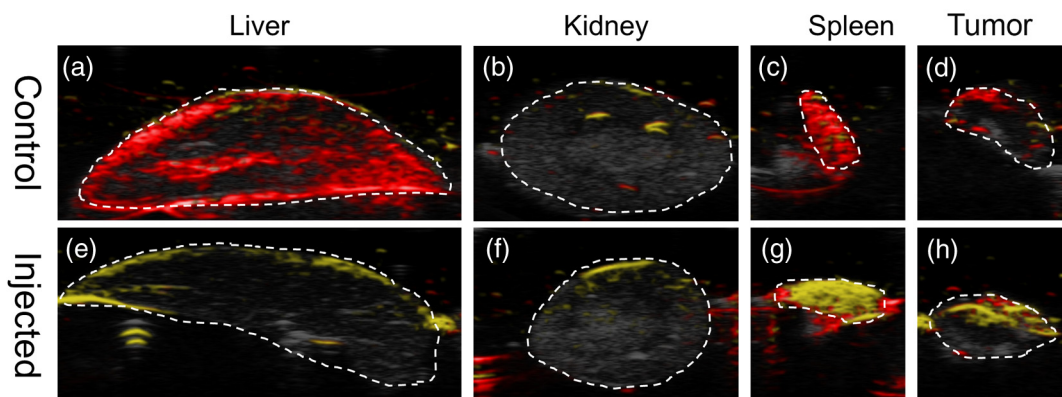 Liver Kidney Spleen Tumor
Control
(a) (b) (c) (d)
Injected
(e) (f) (g) (h)